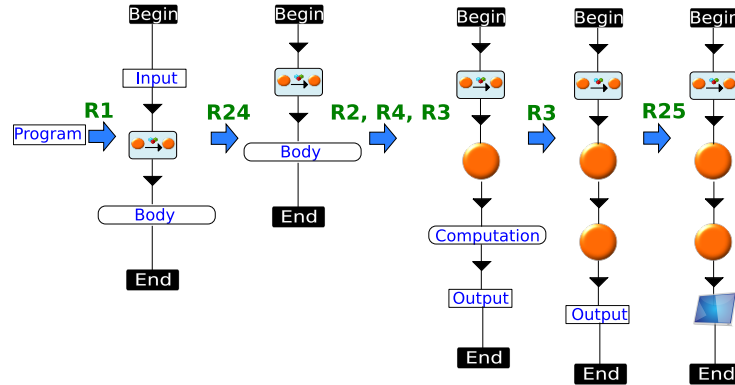 Program
R1
Begin
Input
Body
End
R24
Begin
Body
End
R2, R4, R3
Begin
Computation
Output
End
R3
Begin
Output
End
R25
Begin
End